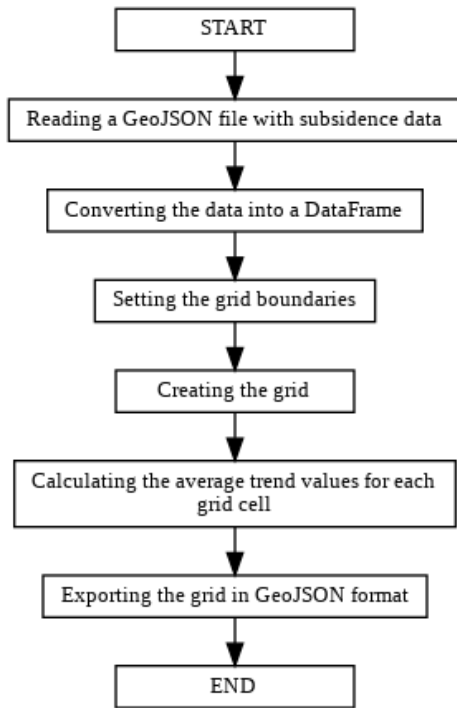 START
Reading a GeoJSON file with subsidence data
Converting the data into a DataFrame
Setting the grid boundaries
Creating the grid
Calculating the average trend values for each
grid cell
Exporting the grid in GeoJSON format
END